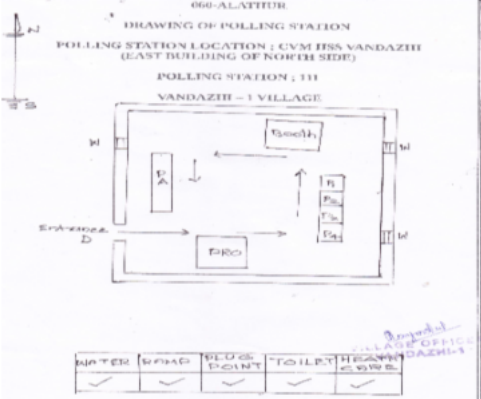 060-ALATHUR
DRAWING OF POLLING STATION
POLLING STATION LOCATION ; CVM HSS VANDAZHI
(EAST BUILDING OF NORTH SIDE)
POLLING STATION ; 111
VANDAZHI – 1 VILLAGE
N
S
Booth
W
W
PA
P1
P2
P3
P4
Entrance
D
PRO
W
VILLAGE OFFICE
VANDAZHI-1
WATER RAMP PLUG POINT TOILET HEALTH CARE
✓ ✓ ✓ ✓ ✓